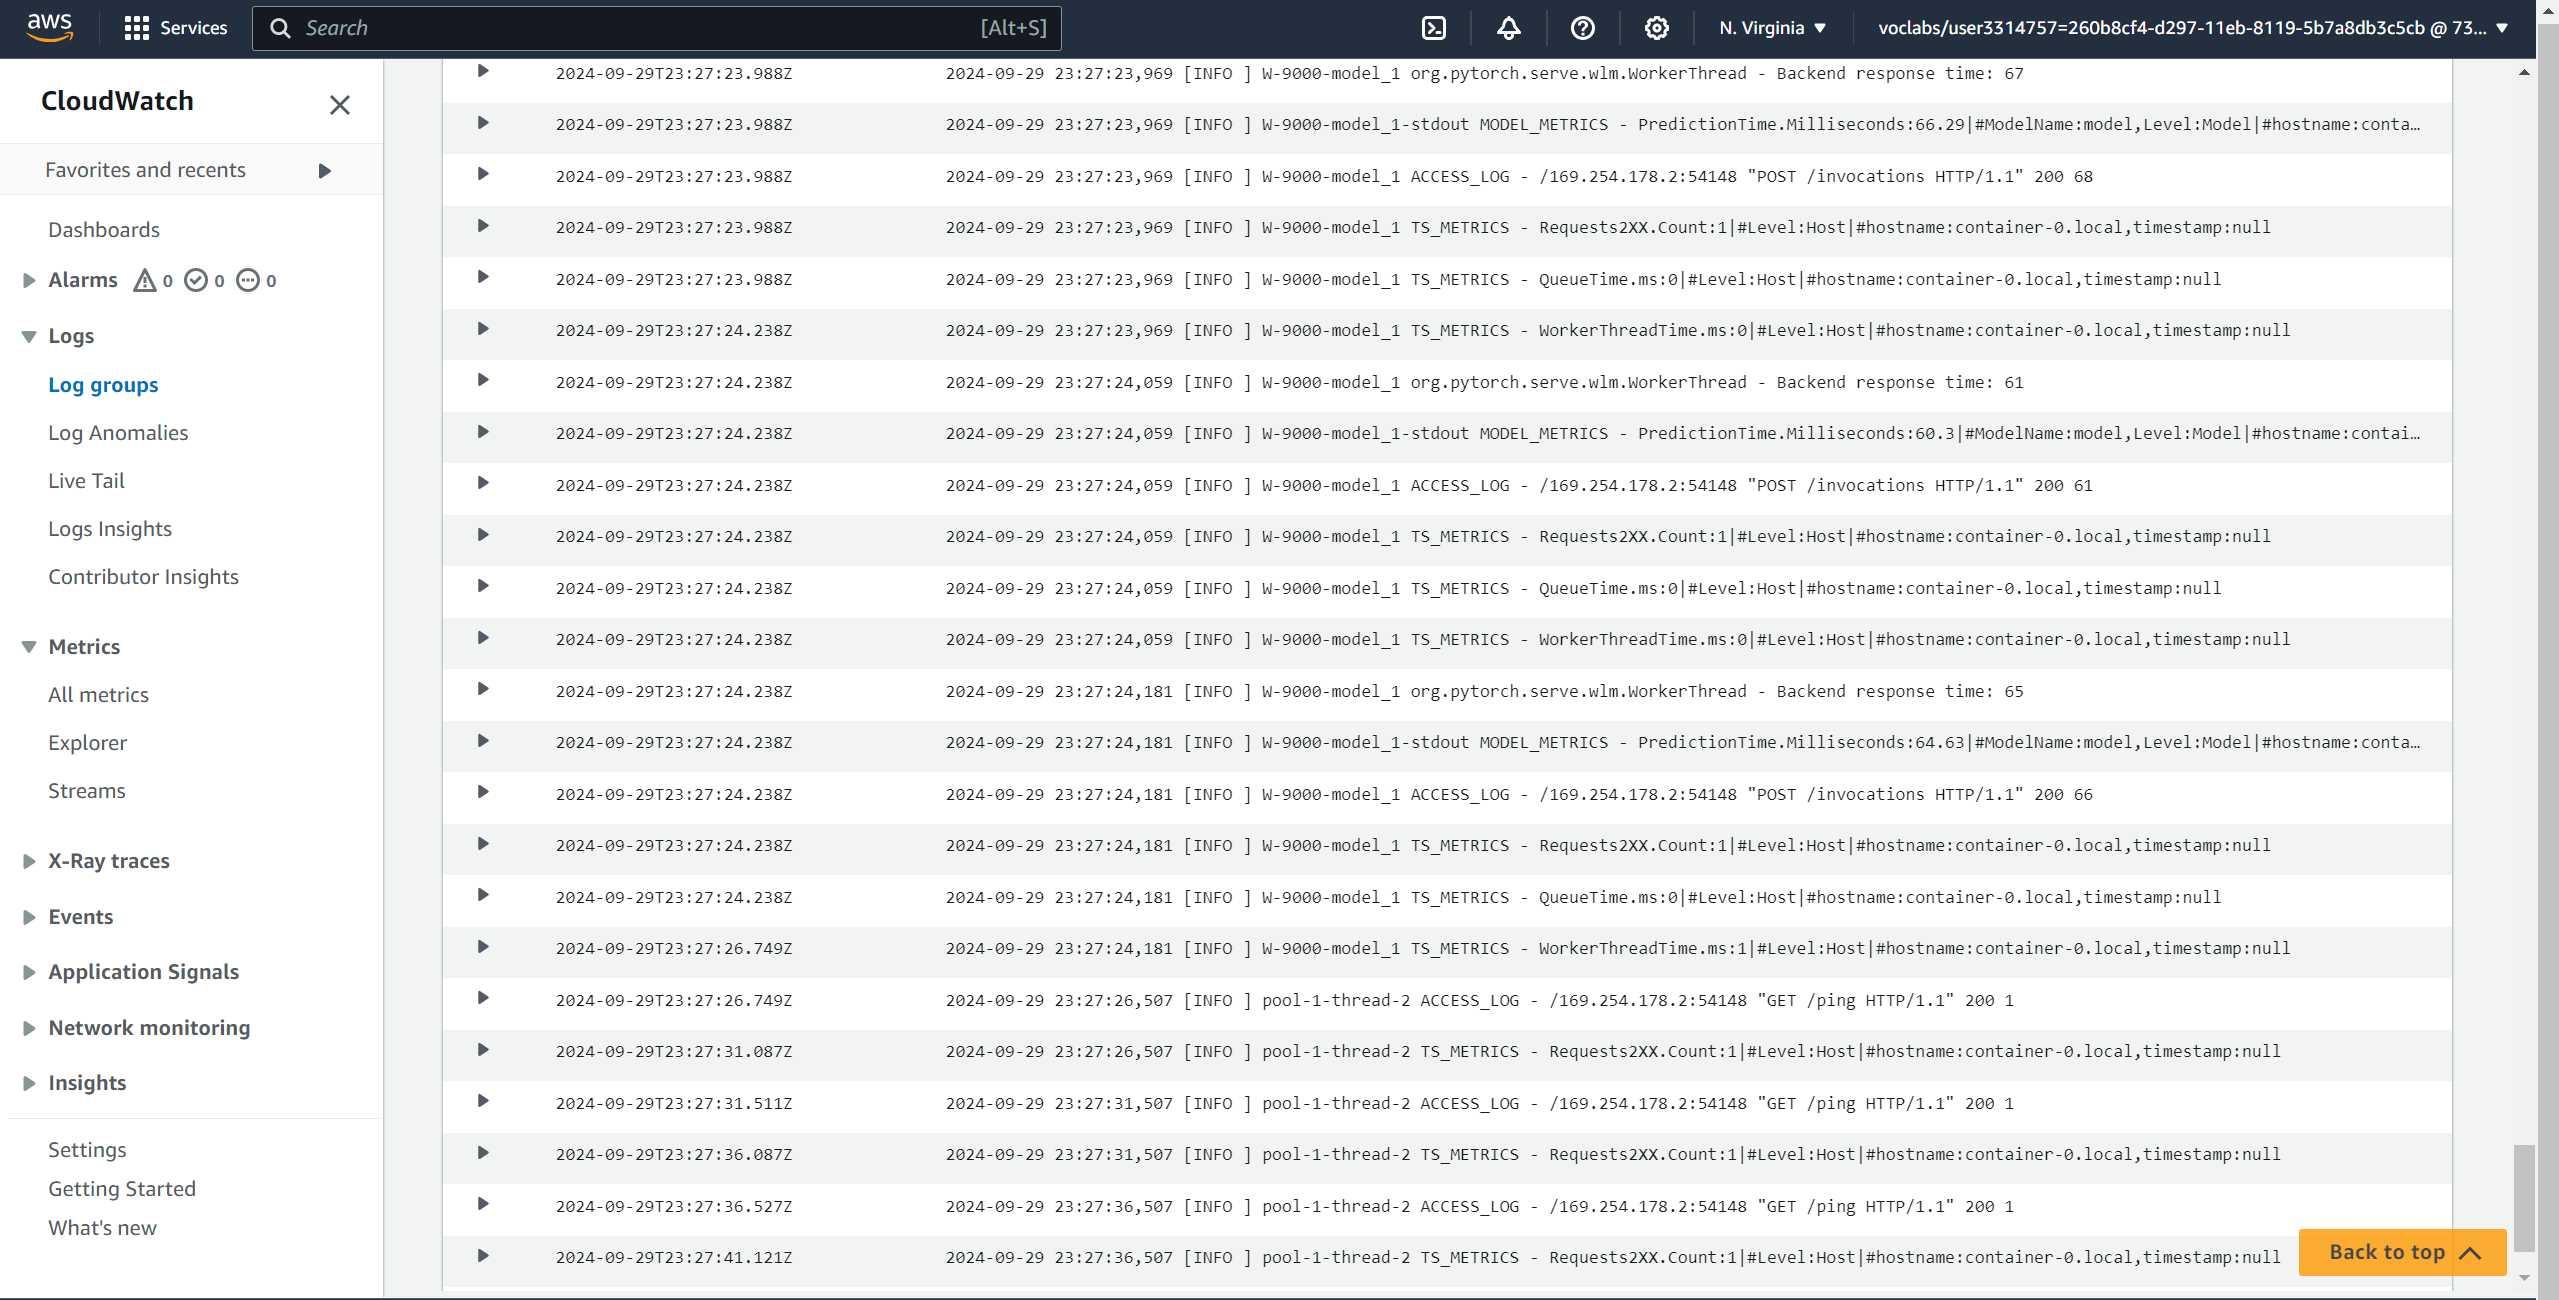 aws Services Search [Alt+S] N. Virginia voclabs/user3314757=260b8cf4-d297-11eb-8119-5b7a8db3c5cb @ 73...
CloudWatch
Favorites and recents
Dashboards
Alarms 0 0 0
Logs
Log groups
Log Anomalies
Live Tail
Logs Insights
Contributor Insights
Metrics
All metrics
Explorer
Streams
X-Ray traces
Events
Application Signals
Network monitoring
Insights
Settings
Getting Started
What's new
2024-09-29T23:27:23.988Z 2024-09-29 23:27:23,969 [INFO ] W-9000-model_1 org.pytorch.serve.wlm.WorkerThread - Backend response time: 67
2024-09-29T23:27:23.988Z 2024-09-29 23:27:23,969 [INFO ] W-9000-model_1-stdout MODEL_METRICS - PredictionTime.Milliseconds:66.29|#ModelName:model,Level:Model|#hostname:conta…
2024-09-29T23:27:23.988Z 2024-09-29 23:27:23,969 [INFO ] W-9000-model_1 ACCESS_LOG - /169.254.178.2:54148 "POST /invocations HTTP/1.1" 200 68
2024-09-29T23:27:23.988Z 2024-09-29 23:27:23,969 [INFO ] W-9000-model_1 TS_METRICS - Requests2XX.Count:1|#Level:Host|#hostname:container-0.local,timestamp:null
2024-09-29T23:27:23.988Z 2024-09-29 23:27:23,969 [INFO ] W-9000-model_1 TS_METRICS - QueueTime.ms:0|#Level:Host|#hostname:container-0.local,timestamp:null
2024-09-29T23:27:24.238Z 2024-09-29 23:27:23,969 [INFO ] W-9000-model_1 TS_METRICS - WorkerThreadTime.ms:0|#Level:Host|#hostname:container-0.local,timestamp:null
2024-09-29T23:27:24.238Z 2024-09-29 23:27:24,059 [INFO ] W-9000-model_1 org.pytorch.serve.wlm.WorkerThread - Backend response time: 61
2024-09-29T23:27:24.238Z 2024-09-29 23:27:24,059 [INFO ] W-9000-model_1-stdout MODEL_METRICS - PredictionTime.Milliseconds:60.3|#ModelName:model,Level:Model|#hostname:contai…
2024-09-29T23:27:24.238Z 2024-09-29 23:27:24,059 [INFO ] W-9000-model_1 ACCESS_LOG - /169.254.178.2:54148 "POST /invocations HTTP/1.1" 200 61
2024-09-29T23:27:24.238Z 2024-09-29 23:27:24,059 [INFO ] W-9000-model_1 TS_METRICS - Requests2XX.Count:1|#Level:Host|#hostname:container-0.local,timestamp:null
2024-09-29T23:27:24.238Z 2024-09-29 23:27:24,059 [INFO ] W-9000-model_1 TS_METRICS - QueueTime.ms:0|#Level:Host|#hostname:container-0.local,timestamp:null
2024-09-29T23:27:24.238Z 2024-09-29 23:27:24,059 [INFO ] W-9000-model_1 TS_METRICS - WorkerThreadTime.ms:0|#Level:Host|#hostname:container-0.local,timestamp:null
2024-09-29T23:27:24.238Z 2024-09-29 23:27:24,181 [INFO ] W-9000-model_1 org.pytorch.serve.wlm.WorkerThread - Backend response time: 65
2024-09-29T23:27:24.238Z 2024-09-29 23:27:24,181 [INFO ] W-9000-model_1-stdout MODEL_METRICS - PredictionTime.Milliseconds:64.63|#ModelName:model,Level:Model|#hostname:conta…
2024-09-29T23:27:24.238Z 2024-09-29 23:27:24,181 [INFO ] W-9000-model_1 ACCESS_LOG - /169.254.178.2:54148 "POST /invocations HTTP/1.1" 200 66
2024-09-29T23:27:24.238Z 2024-09-29 23:27:24,181 [INFO ] W-9000-model_1 TS_METRICS - Requests2XX.Count:1|#Level:Host|#hostname:container-0.local,timestamp:null
2024-09-29T23:27:24.238Z 2024-09-29 23:27:24,181 [INFO ] W-9000-model_1 TS_METRICS - QueueTime.ms:0|#Level:Host|#hostname:container-0.local,timestamp:null
2024-09-29T23:27:26.749Z 2024-09-29 23:27:24,181 [INFO ] W-9000-model_1 TS_METRICS - WorkerThreadTime.ms:1|#Level:Host|#hostname:container-0.local,timestamp:null
2024-09-29T23:27:26.749Z 2024-09-29 23:27:26,507 [INFO ] pool-1-thread-2 ACCESS_LOG - /169.254.178.2:54148 "GET /ping HTTP/1.1" 200 1
2024-09-29T23:27:31.087Z 2024-09-29 23:27:26,507 [INFO ] pool-1-thread-2 TS_METRICS - Requests2XX.Count:1|#Level:Host|#hostname:container-0.local,timestamp:null
2024-09-29T23:27:31.511Z 2024-09-29 23:27:31,507 [INFO ] pool-1-thread-2 ACCESS_LOG - /169.254.178.2:54148 "GET /ping HTTP/1.1" 200 1
2024-09-29T23:27:36.087Z 2024-09-29 23:27:31,507 [INFO ] pool-1-thread-2 TS_METRICS - Requests2XX.Count:1|#Level:Host|#hostname:container-0.local,timestamp:null
2024-09-29T23:27:36.527Z 2024-09-29 23:27:36,507 [INFO ] pool-1-thread-2 ACCESS_LOG - /169.254.178.2:54148 "GET /ping HTTP/1.1" 200 1
2024-09-29T23:27:41.121Z 2024-09-29 23:27:36,507 [INFO ] pool-1-thread-2 TS_METRICS - Requests2XX.Count:1|#Level:Host|#hostname:container-0.local,timestamp:null
Back to top